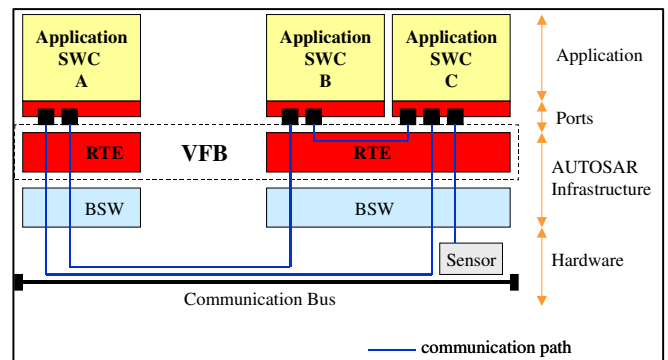 Application
SWC
A
Application
SWC
B
Application
SWC
C
Application
Ports
RTE
VFB
RTE
AUTOSAR
Infrastructure
BSW
BSW
Sensor
Hardware
Communication Bus
communication path